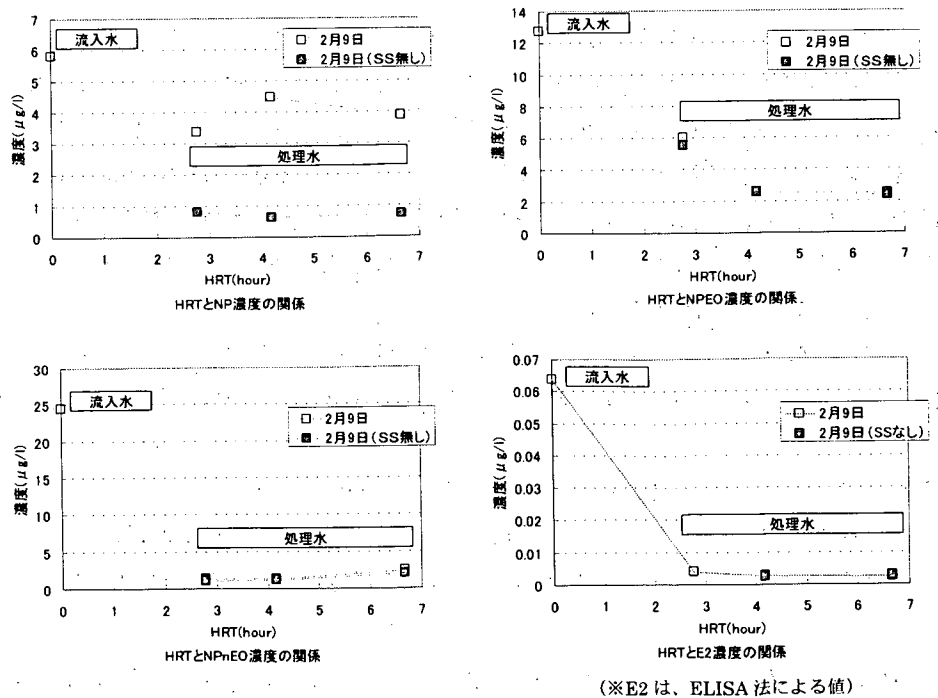 7
6
5
4
3
2
1
0
濃度(μg/l)
流入水
□ 2月9日
■ 2月9日(SS無し)
処理水
0 1 2 3 4 5 6 7
HRT(hour)
HRTとNP濃度の関係
14
12
10
8
6
4
2
0
濃度(μg/l)
流入水
□ 2月9日
■ 2月9日(SS無し)
処理水
0 1 2 3 4 5 6 7
HRT(hour)
HRTとNPEO濃度の関係
30
25
20
15
10
5
0
濃度(μg/l)
流入水
□ 2月9日
■ 2月9日(SS無し)
処理水
0 1 2 3 4 5 6 7
HRT(hour)
HRTとNPnEO濃度の関係
0.07
0.06
0.05
0.04
0.03
0.02
0.01
0
濃度(μg/l)
流入水
2月9日
2月9日(SSなし)
処理水
0 1 2 3 4 5 6 7
HRT(hour)
HRTとE2濃度の関係
(※E2 は、ELISA 法による値)